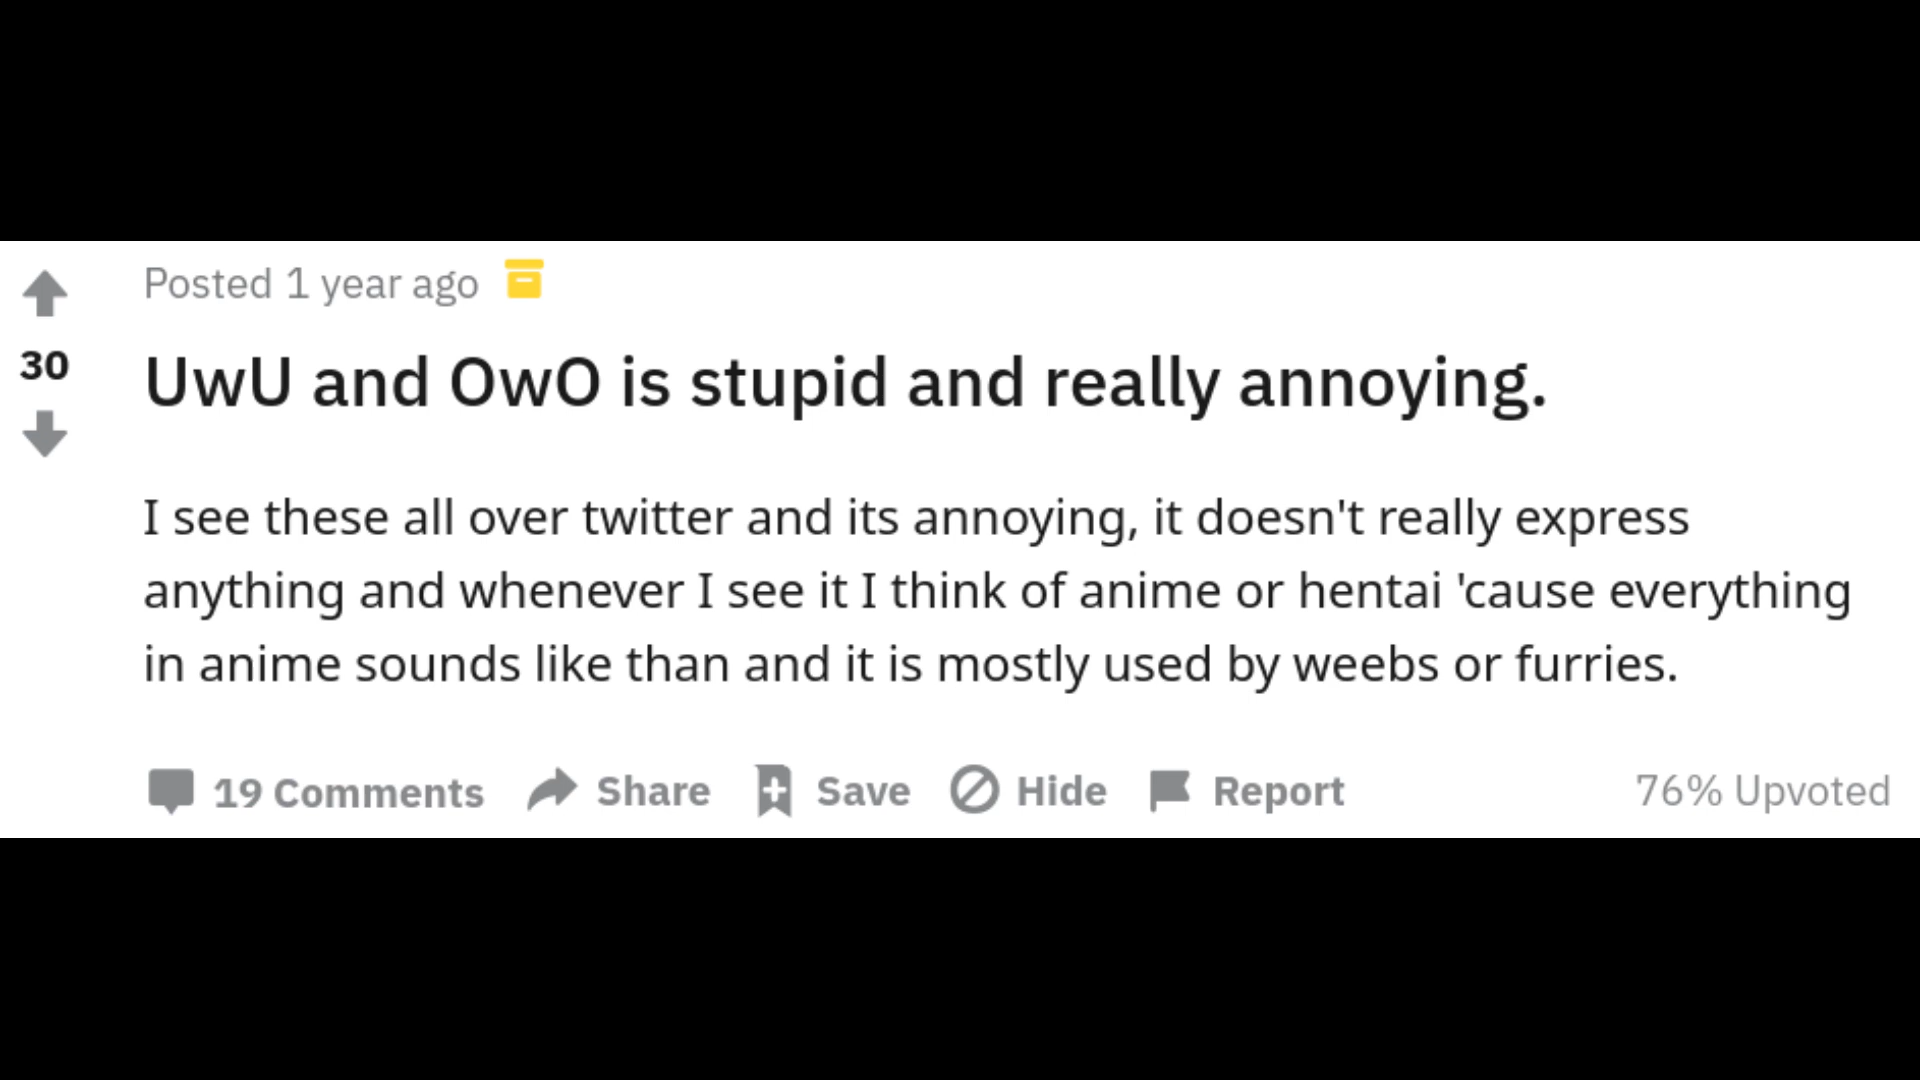 Posted 1 year ago
30
UwU and OwO is stupid and really annoying.
I see these all over twitter and its annoying, it doesn't really express
anything and whenever I see it I think of anime or hentai 'cause everything
in anime sounds like than and it is mostly used by weebs or furries.
19 Comments Share Save Hide Report 76% Upvoted